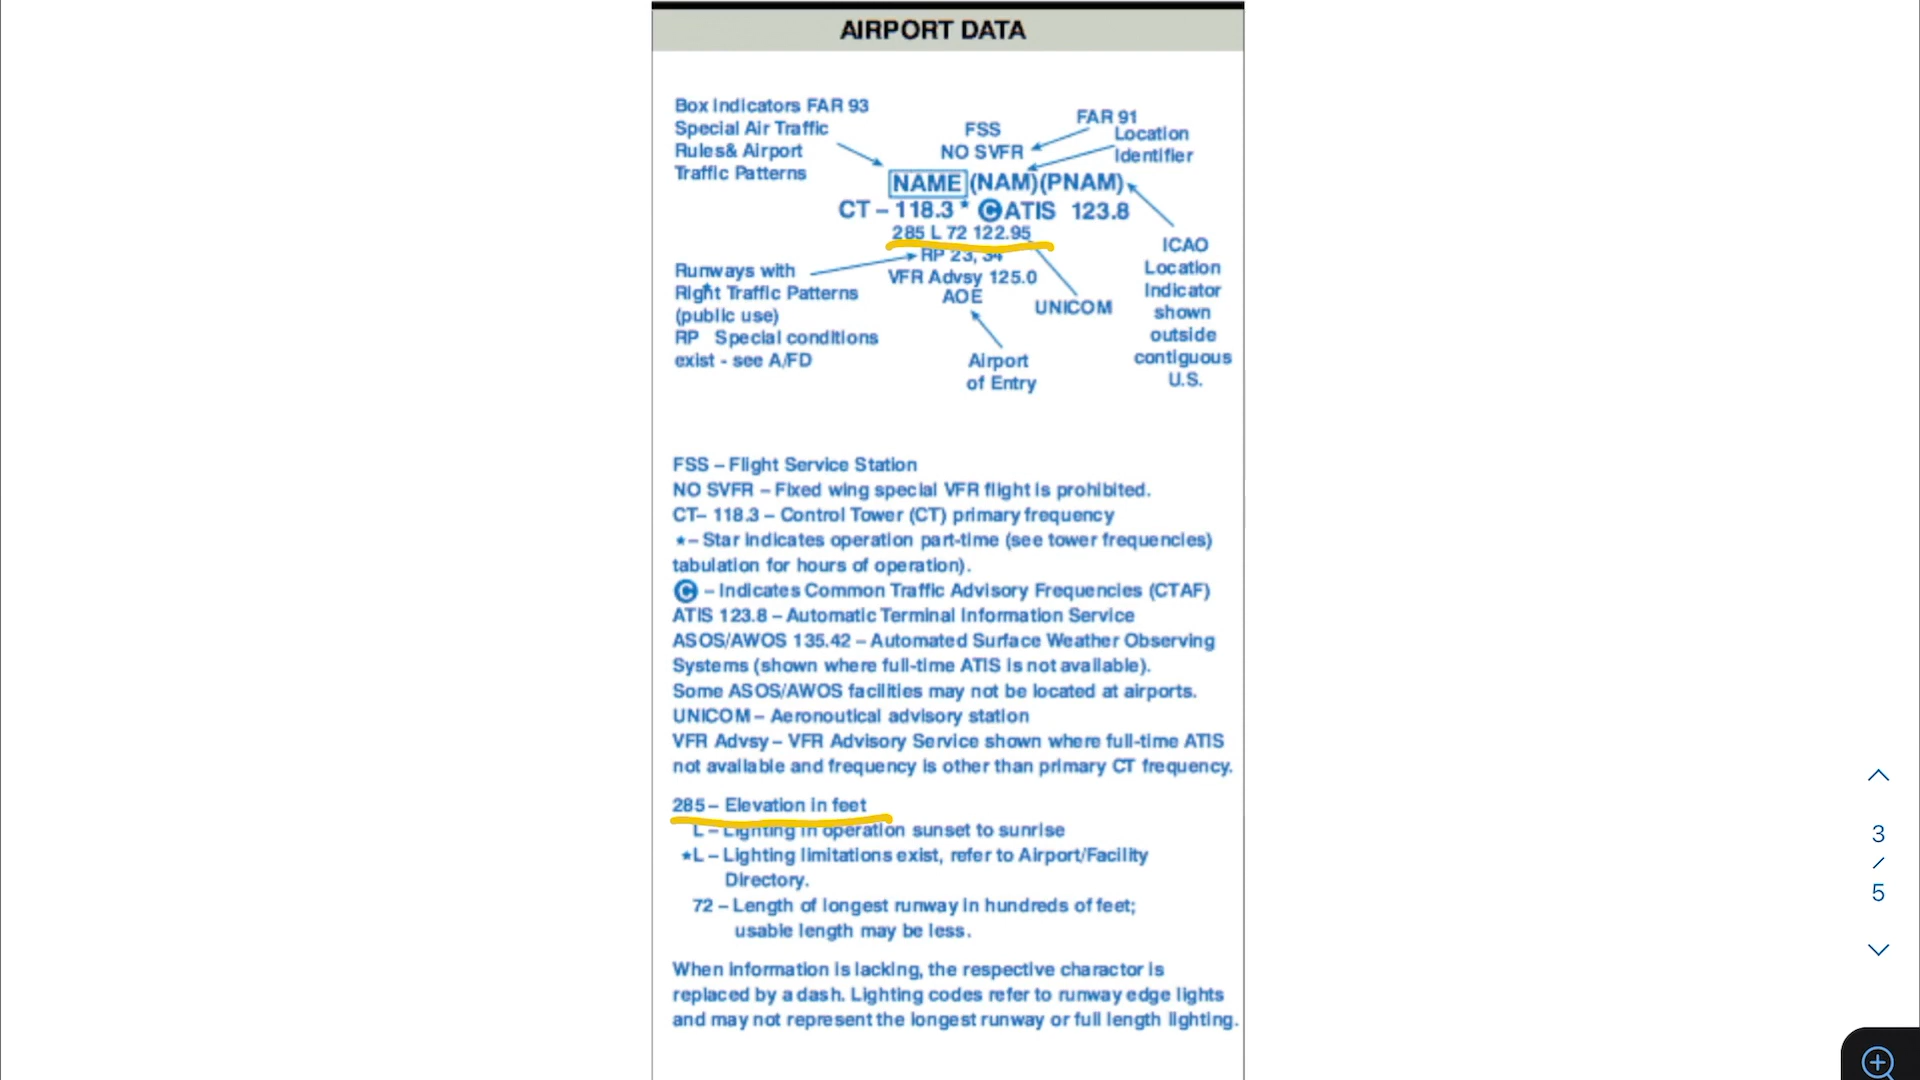 AIRPORT DATA
Box Indicators FAR 93
Special Air Traffic
Rules& Airport
Traffic Patterns
FSS
NO SVFR
FAR 91
Location
Identifier
NAME (NAM)(PNAM)
CT – 118.3 * C ATIS 123.8
285 L 72 122.95
RP 23, 34
VFR Advsy 125.0
AOE
Runways with
Right Traffic Patterns
(public use)
RP Special conditions
exist - see A/FD
UNICOM
Airport
of Entry
ICAO
Location
Indicator
shown
outside
contiguous
U.S.
FSS – Flight Service Station
NO SVFR – Fixed wing special VFR flight is prohibited.
CT– 118.3 – Control Tower (CT) primary frequency
★– Star indicates operation part-time (see tower frequencies)
tabulation for hours of operation).
C – Indicates Common Traffic Advisory Frequencies (CTAF)
ATIS 123.8 – Automatic Terminal Information Service
ASOS/AWOS 135.42 – Automated Surface Weather Observing
Systems (shown where full-time ATIS is not available).
Some ASOS/AWOS facilities may not be located at airports.
UNICOM – Aeronoutical advisory station
VFR Advsy – VFR Advisory Service shown where full-time ATIS
not available and frequency is other than primary CT frequency.
285 – Elevation in feet
L – Lighting in operation sunset to sunrise
★L – Lighting limitations exist, refer to Airport/Facility
Directory.
72 – Length of longest runway in hundreds of feet;
usable length may be less.
When information is lacking, the respective charactor is
replaced by a dash. Lighting codes refer to runway edge lights
and may not represent the longest runway or full length lighting.
3
/
5